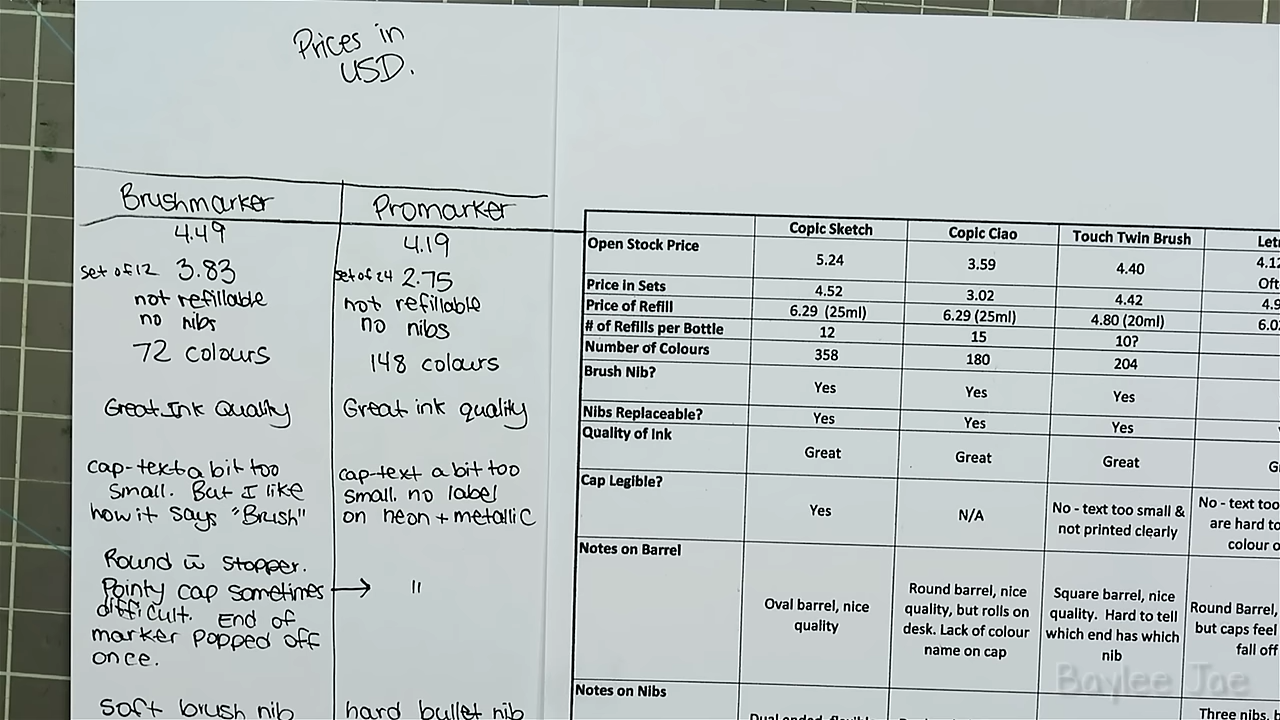 Prices in
USD.
Brushmarker
4.49
set of 12 3.83
not refillable
no nibs
72 colours
Great Ink Quality
cap-text a bit too
small. But I like
how it says "Brush"
Round w stopper.
Pointy cap sometimes
difficult. End of
marker popped off
once.
soft brush nib
Promarker
4.19
set of 24 2.75
not refillable
no nibs
148 colours
Great ink quality
cap-text a bit too
small. no label
on neon + metallic
"
hard bullet nib
Copic Sketch Copic Ciao Touch Twin Brush
Open Stock Price 5.24 3.59 4.40
Price in Sets 4.52 3.02 4.42
Price of Refill 6.29 (25ml) 6.29 (25ml) 4.80 (20ml)
# of Refills per Bottle 12 15 10?
Number of Colours 358 180 204
Brush Nib? Yes Yes Yes
Nibs Replaceable? Yes Yes Yes
Quality of Ink Great Great Great
Cap Legible? Yes N/A
No - text too small &
not printed clearly
No - text too
are hard to
colour
Notes on Barrel
Oval barrel, nice
quality
Round barrel, nice
quality, but rolls on
desk. Lack of colour
name on cap
Square barrel, nice
quality. Hard to tell
which end has which
nib
Round Barrel,
but caps feel
fall off
Notes on Nibs
Baylee Jae